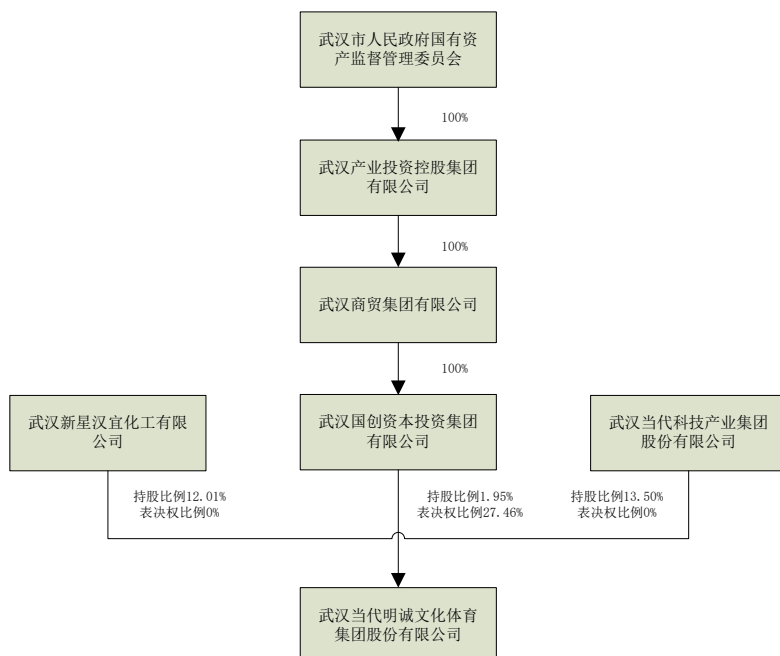 武汉市人民政府国有资
产监督管理委员会
100%
武汉产业投资控股集团
有限公司
100%
武汉商贸集团有限公司
100%
武汉新星汉宜化工有限
公司
武汉国创资本投资集团
有限公司
武汉当代科技产业集团
股份有限公司
持股比例12.01%
表决权比例0%
持股比例1.95%
表决权比例27.46%
持股比例13.50%
表决权比例0%
武汉当代明诚文化体育
集团股份有限公司